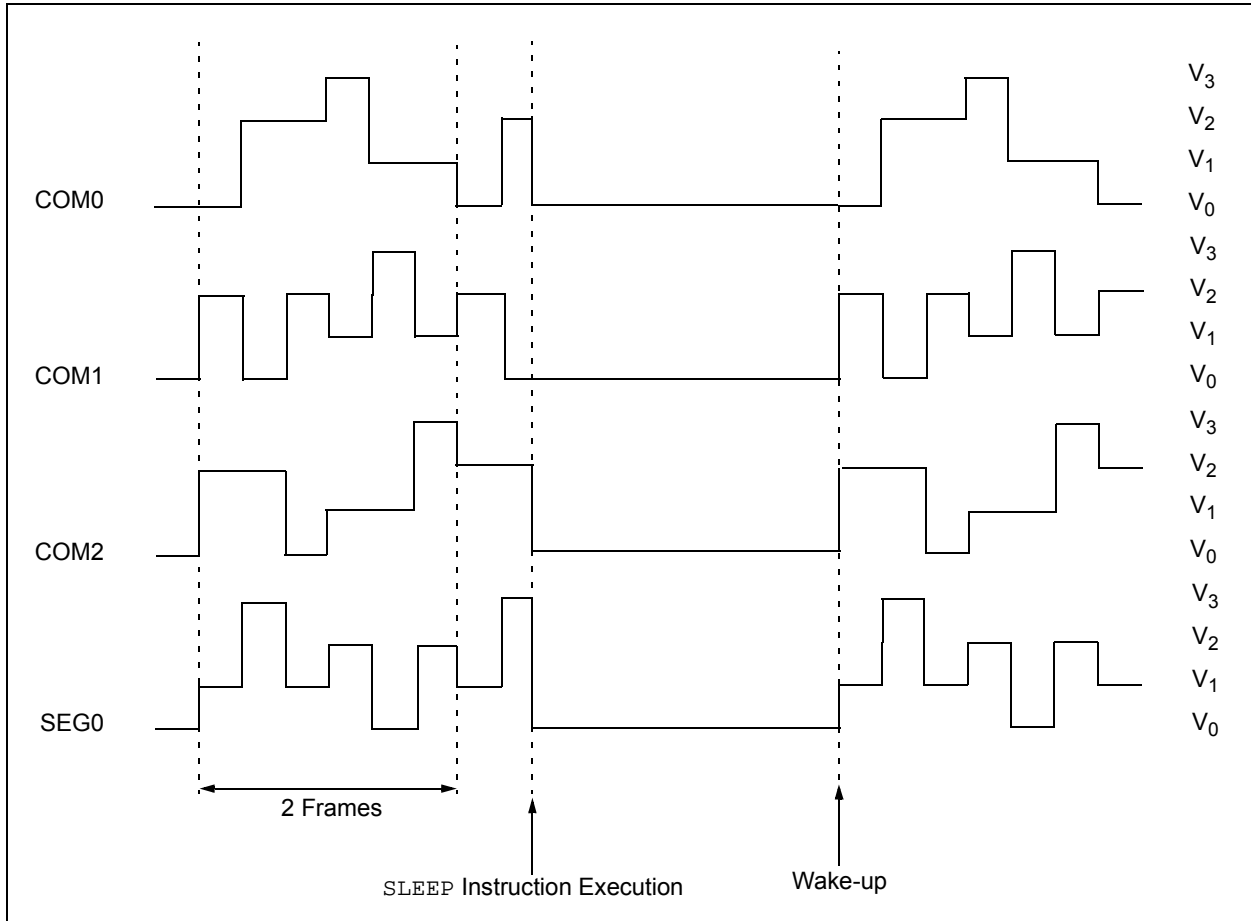 COM0
V3
V2
V1
V0
COM1
V3
V2
V1
V0
COM2
V3
V2
V1
V0
SEG0
V3
V2
V1
V0
2 Frames
SLEEP Instruction Execution
Wake-up